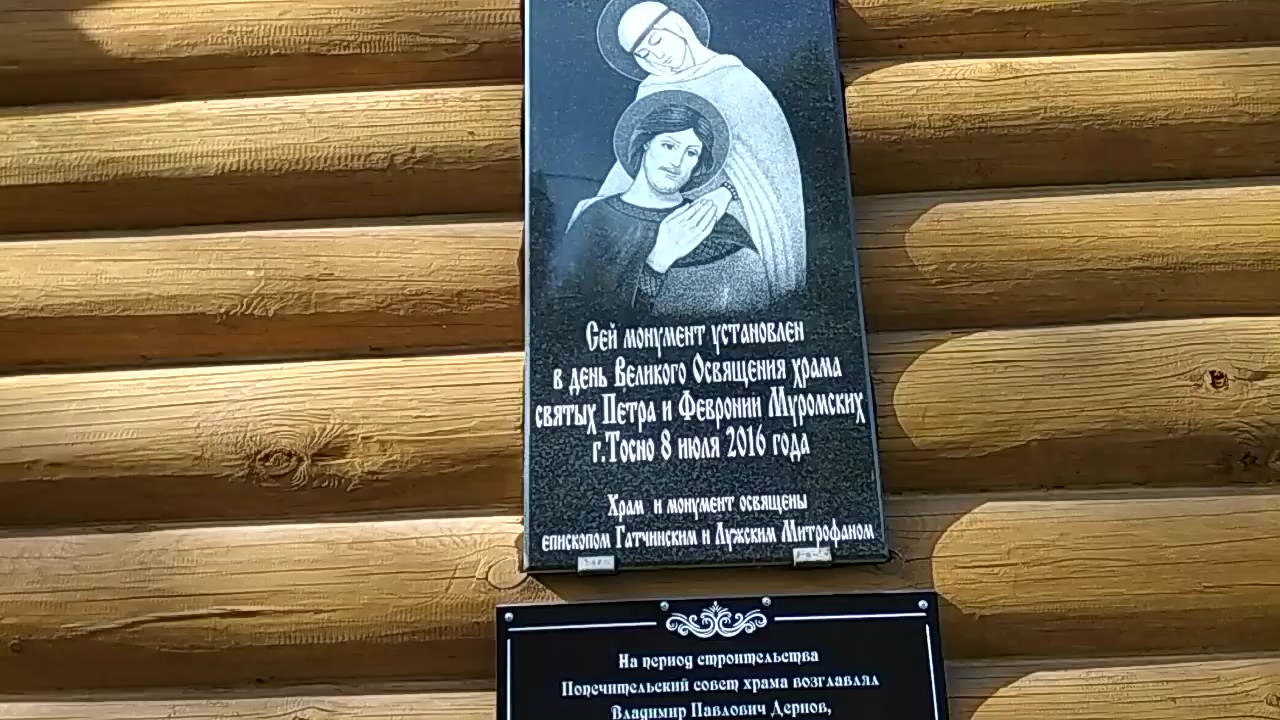 Сей монумент установлен
в день Великого Освящения храма
святых Петра и Февронии Муромских
г.Тосно 8 июля 2016 года
Храм и монумент освящены
епископом Гатчинским и Лужским Митрофаном
На период строительства
Попечительский совет храма возглавлял
Владимир Павлович Дернов,